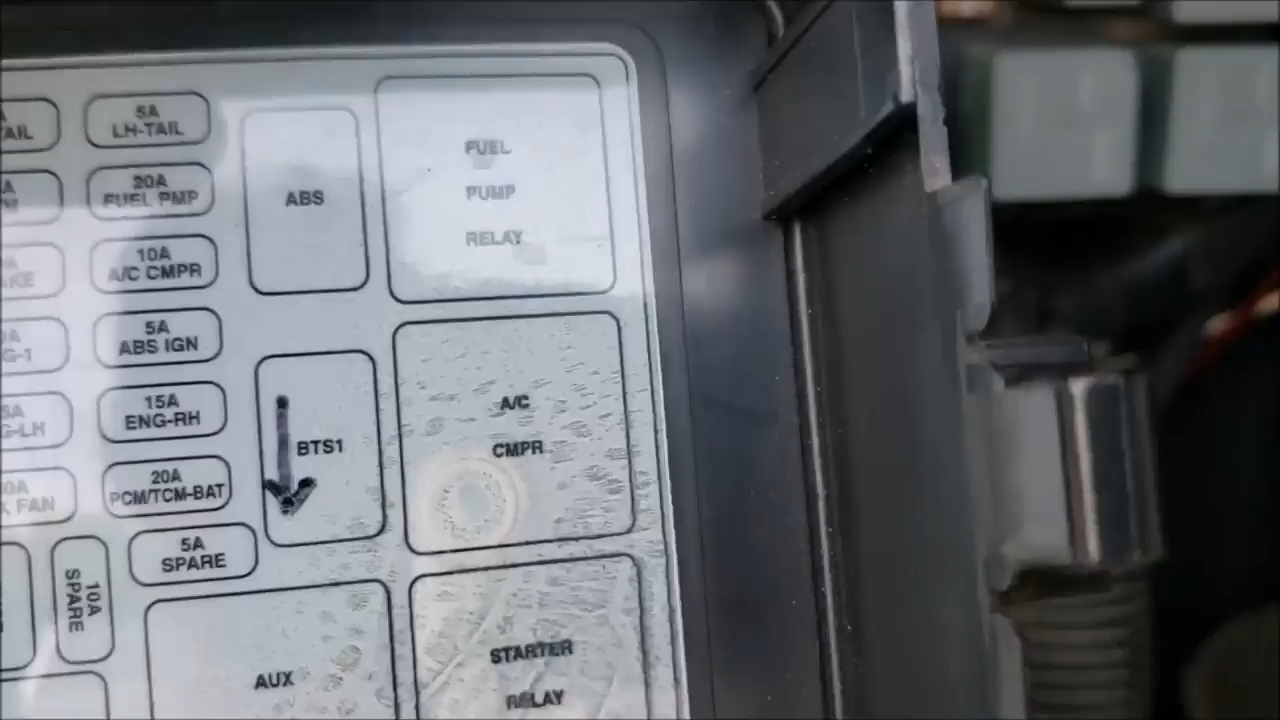 5A
LH-TAIL
20A
FUEL PMP
10A
A/C CMPR
5A
ABS IGN
15A
ENG-RH
20A
PCM/TCM-BAT
5A
SPARE
10A
SPARE
ABS
BTS1
AUX
FUEL
PUMP
RELAY
A/C
CMPR
STARTER
RELAY